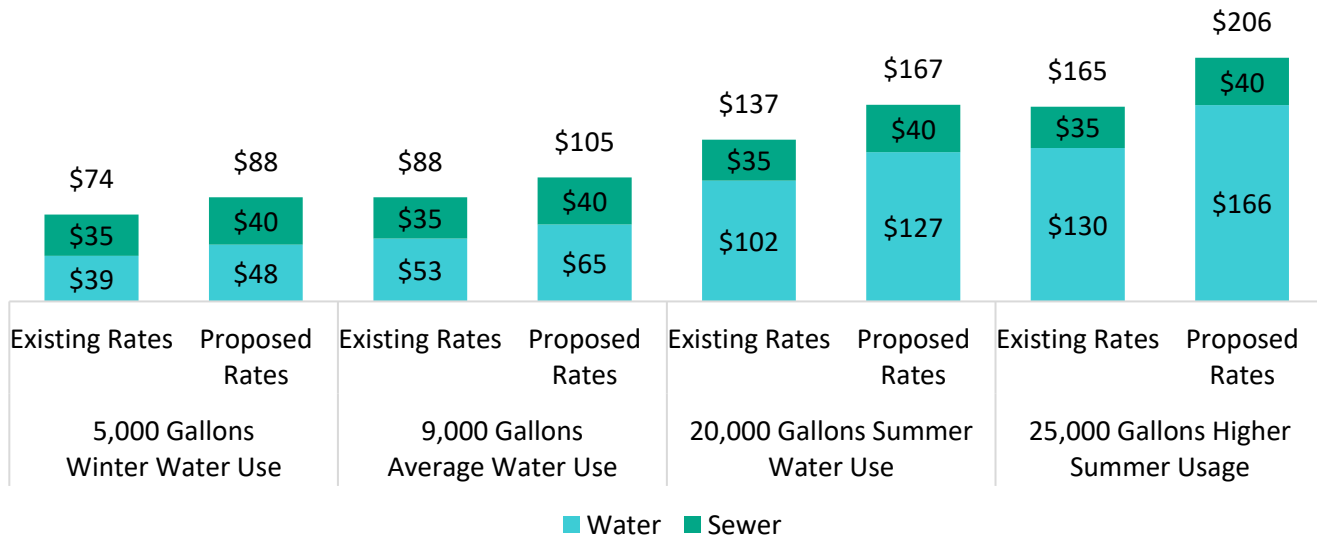 $206
$167
$165
$40
$137
$40
$35
$105
$35
$88
$88
$74
$40
$166
$40
$35
$127
$130
$35
$102
$65
$53
$48
$39
Existing Rates
Proposed
Rates
Existing Rates
Proposed
Rates
Existing Rates
Proposed
Rates
Existing Rates
Proposed
Rates
5,000 Gallons
Winter Water Use
9,000 Gallons
Average Water Use
20,000 Gallons Summer
Water Use
25,000 Gallons Higher
Summer Usage
Water
Sewer